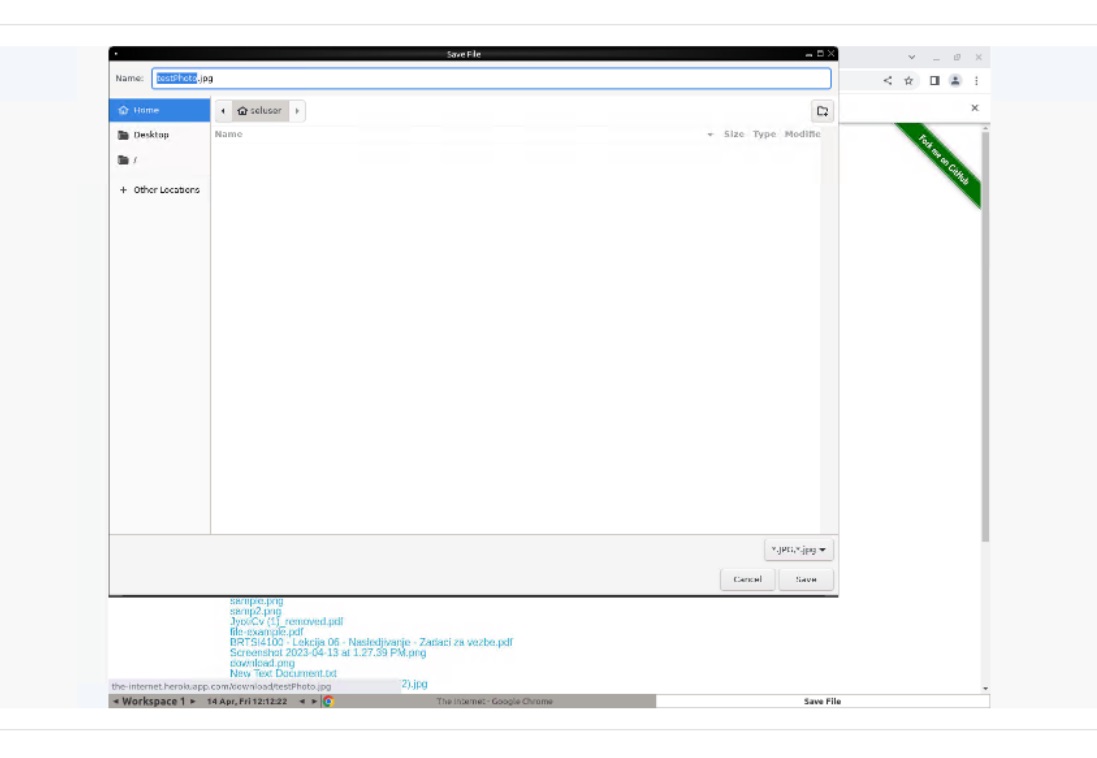 Save File
Name: testPhoto.jpg
Home
seluser
Desktop
Name Size Type Modifie
/
+ Other Locations
Fork me on GitHub
*.JPG,*.jpg
Cancel Save
sample.png
samp2.png
JyotiCv (1)_removed.pdf
file-example.pdf
BRTSI4100 - Lekcija 06 - Nasledjivanje - Zadaci za vezbe.pdf
Screenshot 2023-04-13 at 1.27.39 PM.png
download.png
New Text Document.txt
the-internet.herokuapp.com/download/testPhoto.jpg 2).jpg
Workspace 1 14 Apr, Fri 12:12:22 The Internet - Google Chrome Save File